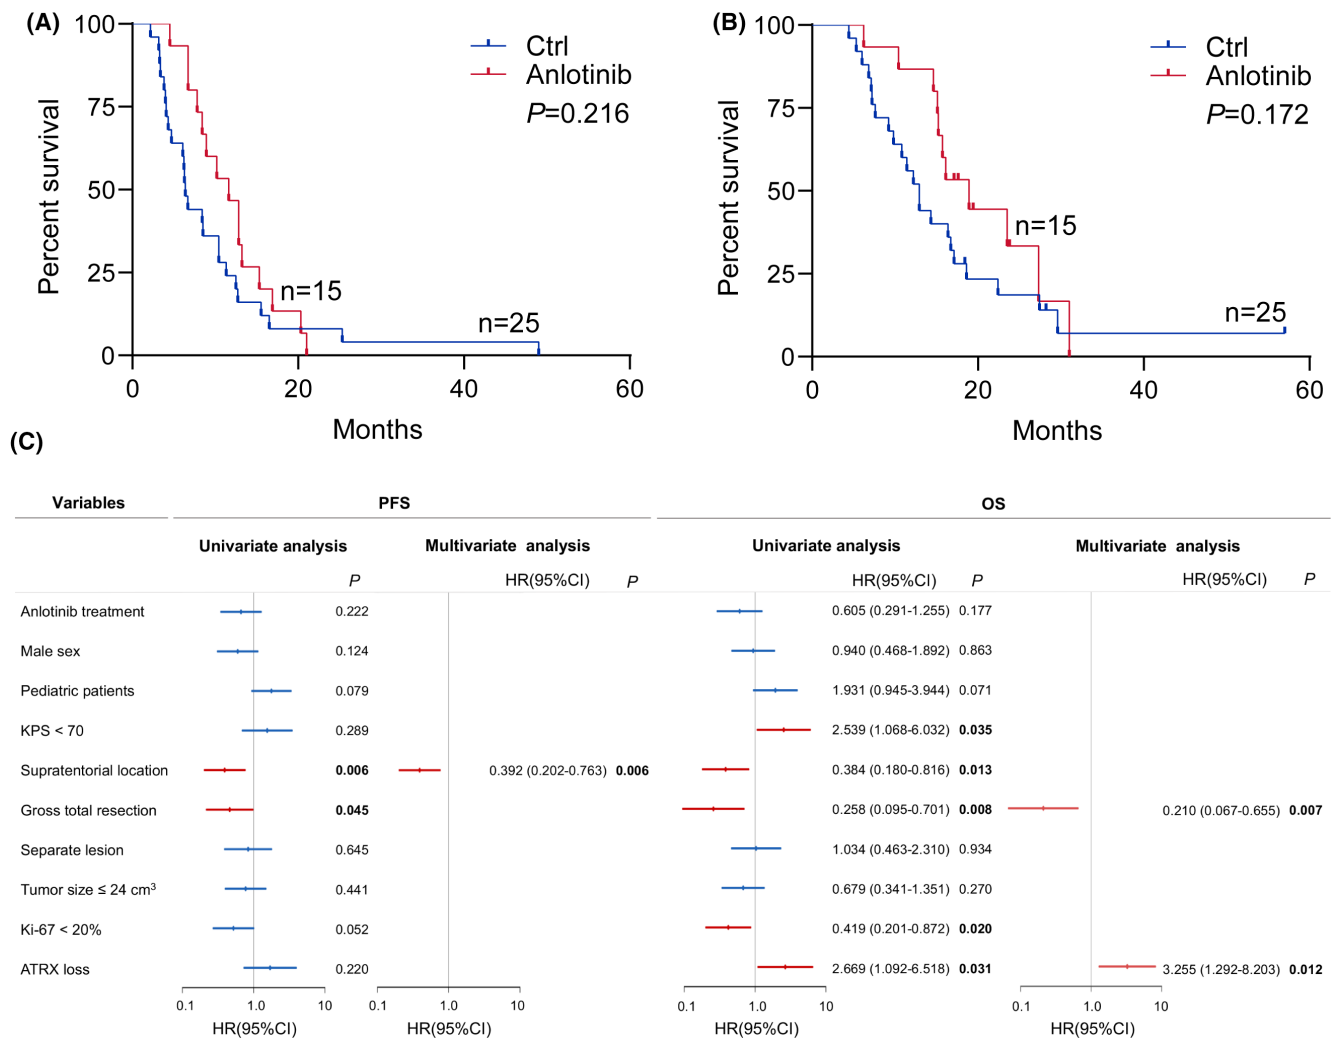 (A)
100
75
50
25
0
Percent survival
Ctrl
Anlotinib
P=0.216
n=15
n=25
0 20 40 60
Months
(B)
100
75
50
25
0
Percent survival
Ctrl
Anlotinib
P=0.172
n=15
n=25
0 20 40 60
Months
(C)
Variables PFS OS
Univariate analysis Multivariate analysis Univariate analysis Multivariate analysis
P HR(95%CI) P HR(95%CI) P HR(95%CI) P
Anlotinib treatment 0.222 0.605 (0.291-1.255) 0.177
Male sex 0.124 0.940 (0.468-1.892) 0.863
Pediatric patients 0.079 1.931 (0.945-3.944) 0.071
KPS < 70 0.289 2.539 (1.068-6.032) 0.035
Supratentorial location 0.006 0.392 (0.202-0.763) 0.006 0.384 (0.180-0.816) 0.013
Gross total resection 0.045 0.258 (0.095-0.701) 0.008 0.210 (0.067-0.655) 0.007
Separate lesion 0.645 1.034 (0.463-2.310) 0.934
Tumor size ≤ 24 cm³ 0.441 0.679 (0.341-1.351) 0.270
Ki-67 < 20% 0.052 0.419 (0.201-0.872) 0.020
ATRX loss 0.220 2.669 (1.092-6.518) 0.031 3.255 (1.292-8.203) 0.012
0.1 1.0 10 0.1 1.0 10 0.1 1.0 10 0.1 1.0 10
HR(95%CI) HR(95%CI) HR(95%CI) HR(95%CI)